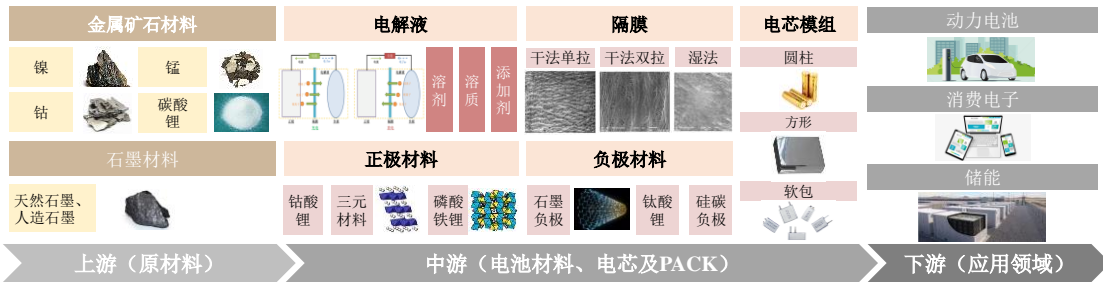 金属矿石材料
镍
锰
钴
碳酸
锂
石墨材料
天然石墨、
人造石墨
电解液
溶剂
溶质
添加剂
隔膜
干法单拉
干法双拉
湿法
正极材料
钴酸
锂
三元
材料
磷酸
铁锂
负极材料
石墨
负极
钛酸
锂
硅碳
负极
电芯模组
圆柱
方形
软包
动力电池
消费电子
储能
上游（原材料）
中游（电池材料、电芯及PACK）
下游（应用领域）